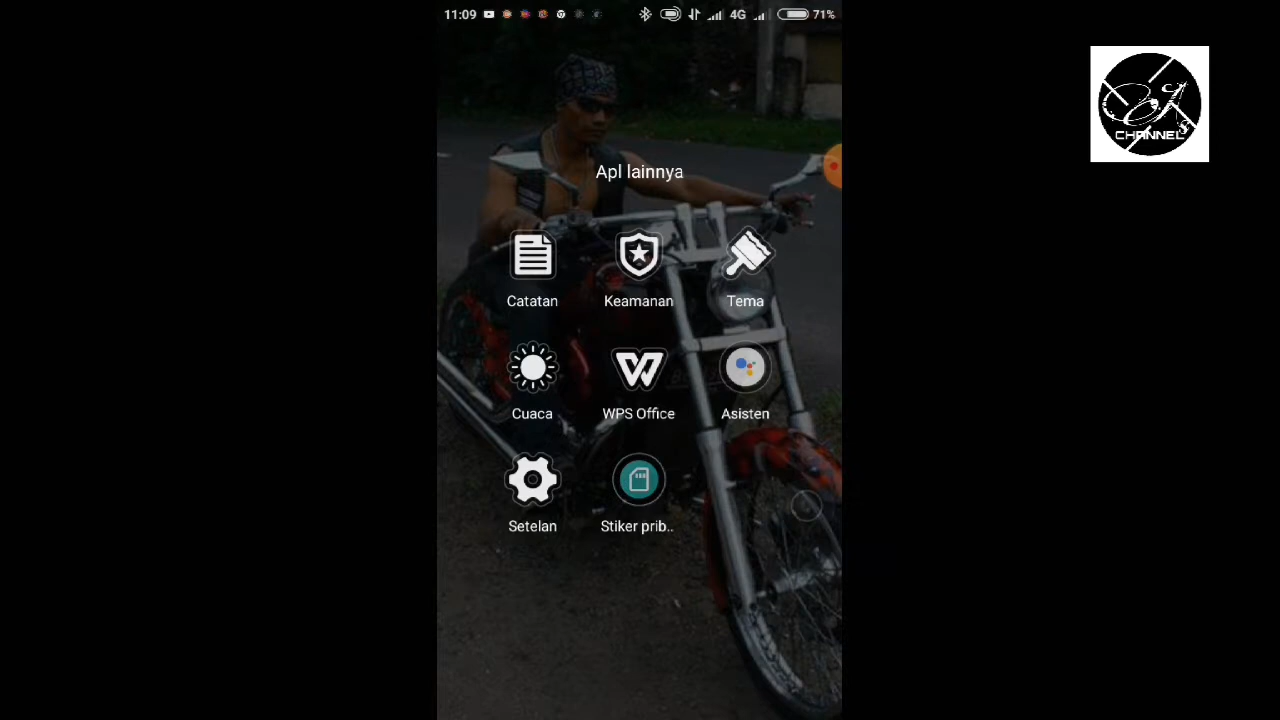 11:09 4G 71%
CHANNEL
Apl lainnya
Catatan Keamanan Tema
Cuaca WPS Office Asisten
Setelan Stiker prib..